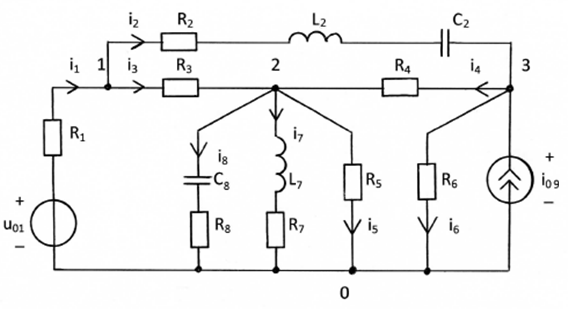 i₂ R₂ L₂ C₂
i₁ 1 i₃ R₃ 2 R₄ i₄ 3
R₁ i₈ i₇
+ C₈ L₇ R₅ R₆ + i₀₉ −
u₀₁ R₈ R₇ i₅ i₆
−
0